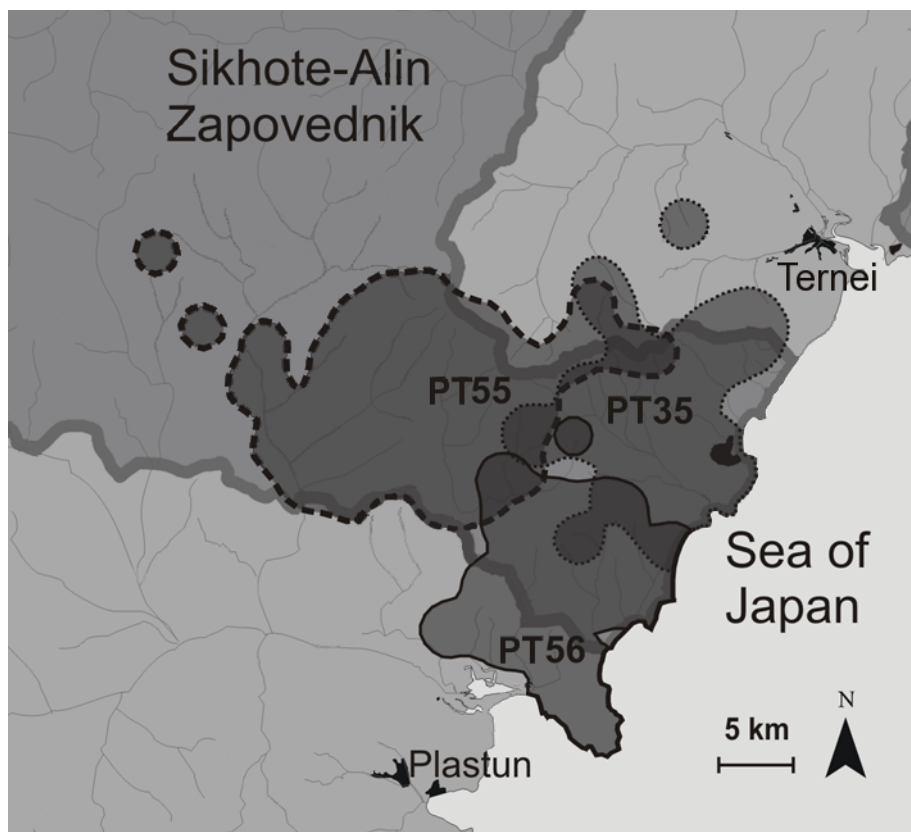 Sikhote-Alin
Zapovednik
Ternei
PT55
PT35
Sea of
Japan
PT56
5 km
N
Plastun